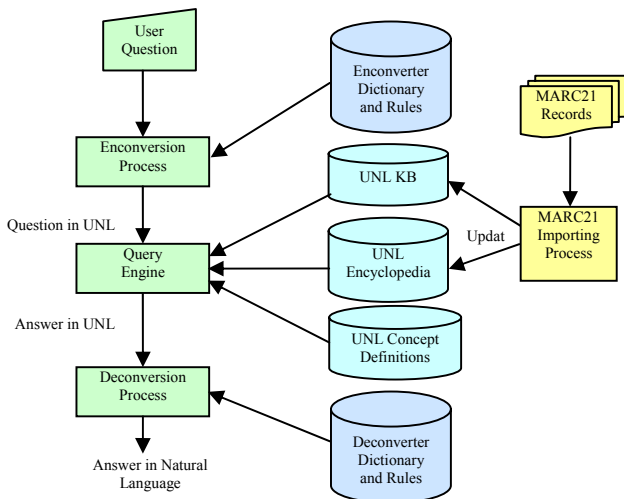 User
Question
Enconverter
Dictionary
and Rules
MARC21
Records
Enconversion
Process
UNL KB
Question in UNL
MARC21
Importing
Process
Updat
Query
Engine
UNL
Encyclopedia
Answer in UNL
UNL Concept
Definitions
Deconversion
Process
Deconverter
Dictionary
and Rules
Answer in Natural
Language